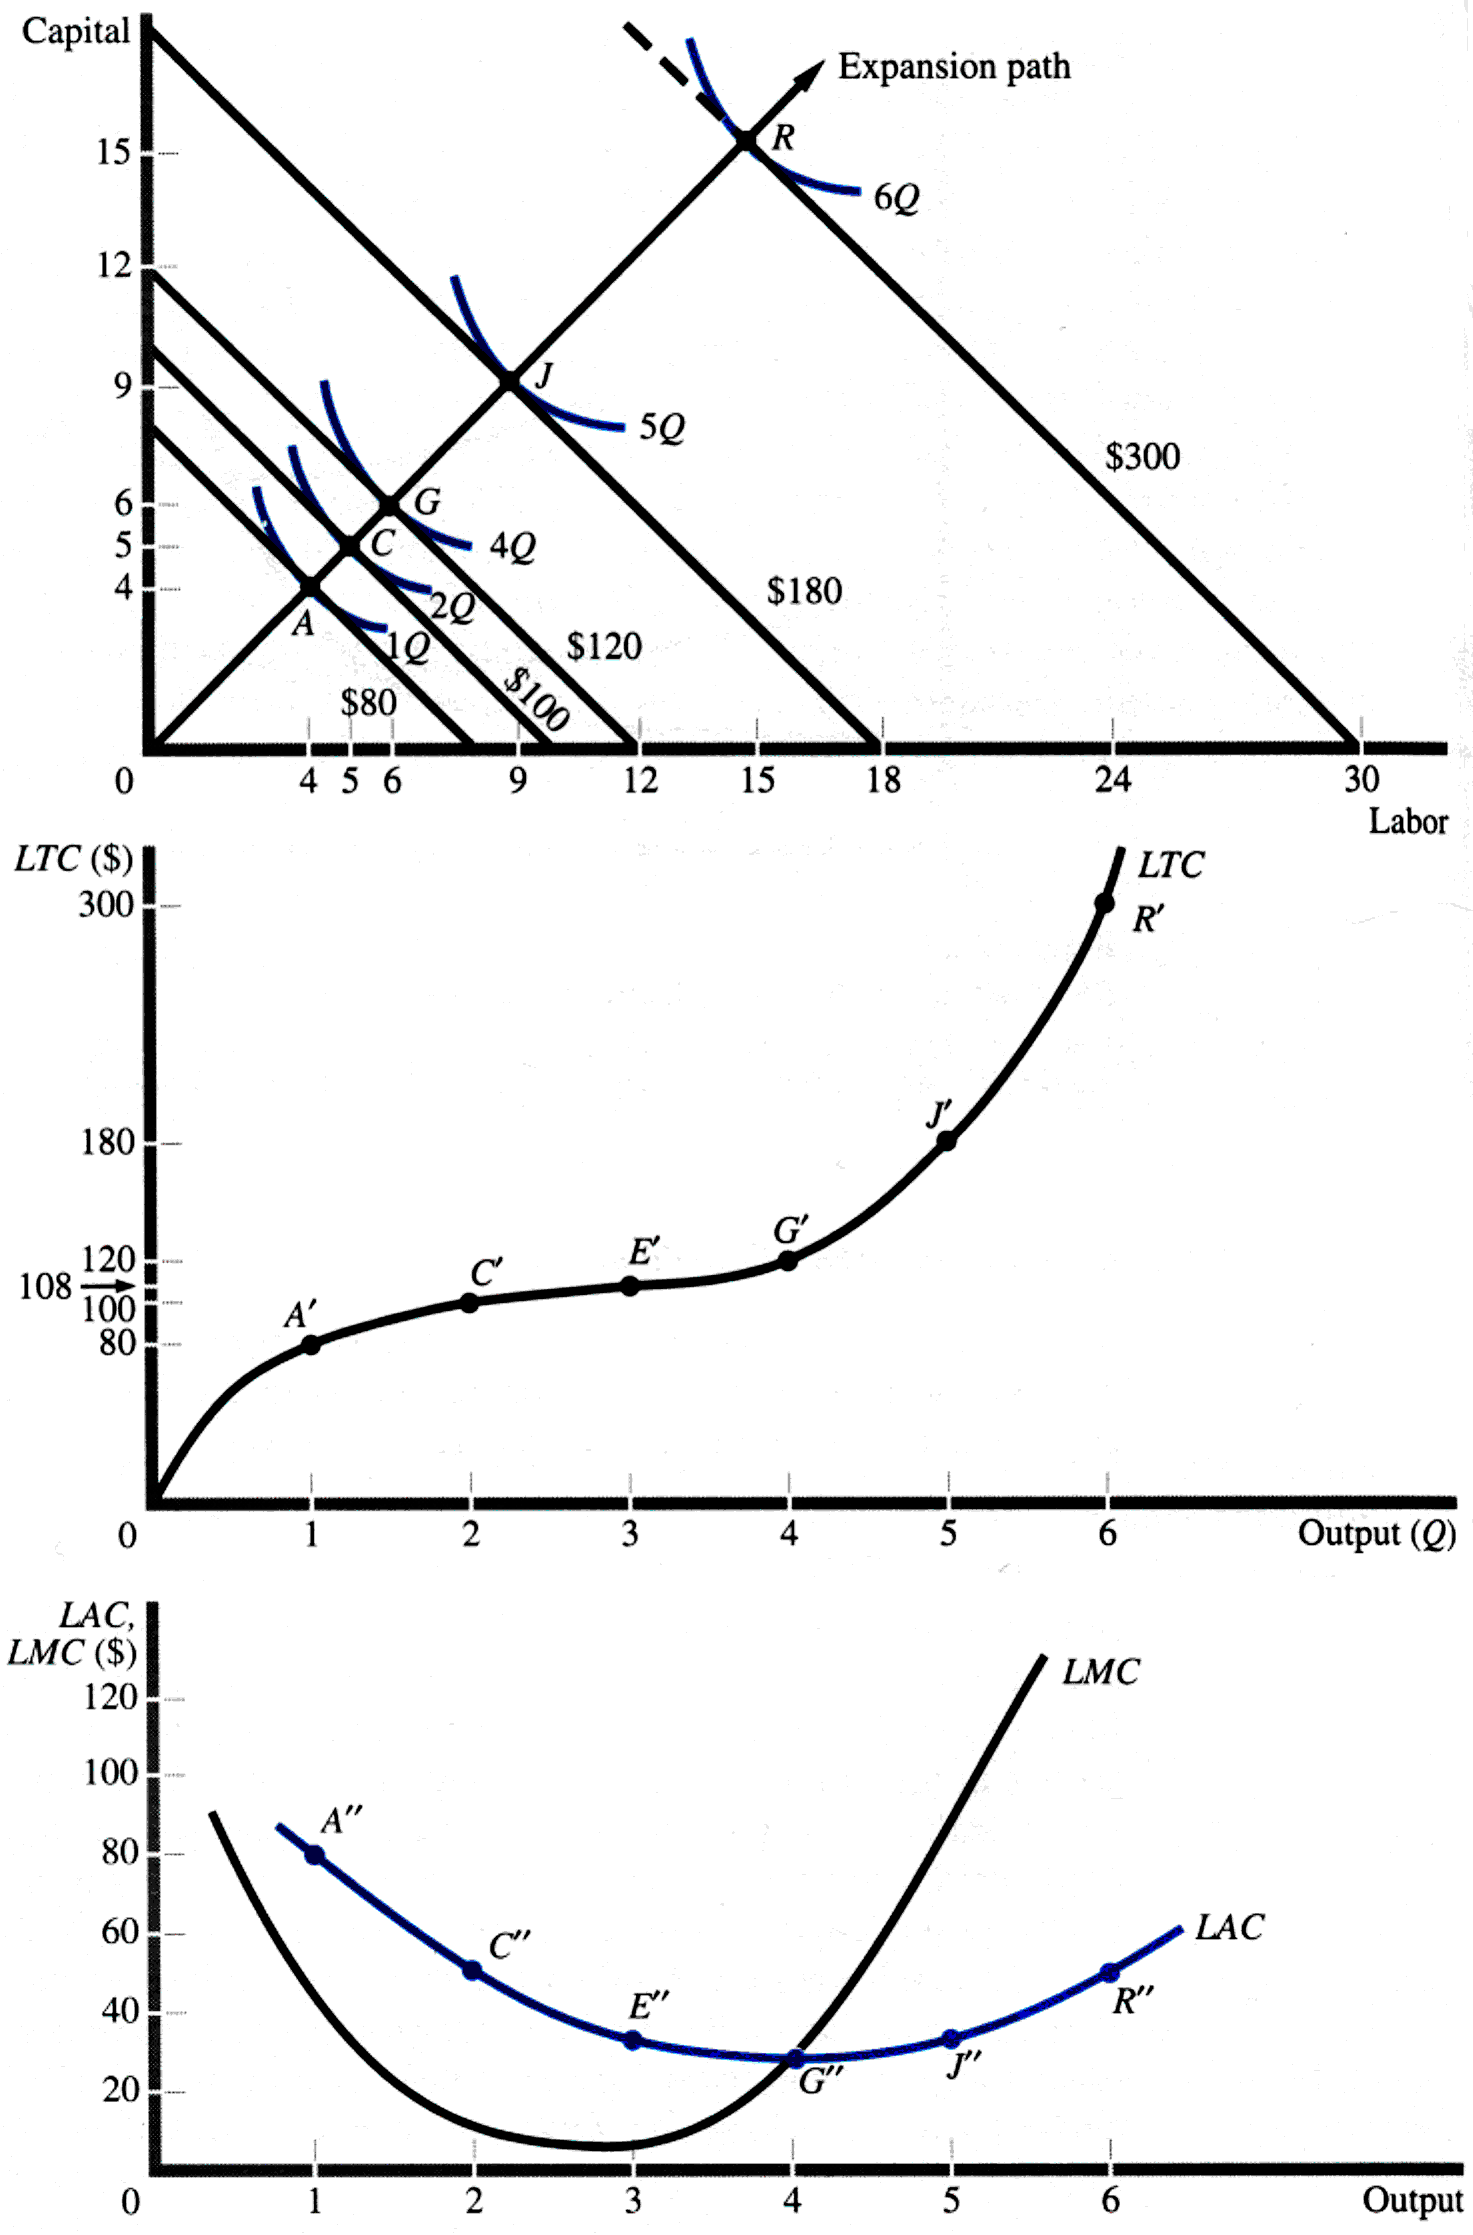 Capital
Expansion path
R
15
6Q
12
J
9
5Q
$300
G
6
C
5
4Q
4
$180
2Q
A
1Q
$120
$100
$80
0 4 5 6 9 12 15 18 24 30
Labor
LTC ($)
LTC
300
R′
J′
180
G′
120
E′
C′
108
100
A′
80
0 1 2 3 4 5 6 Output (Q)
LAC,
LMC ($)
LMC
120
100
A″
80
C″
60
LAC
E″
R″
40
J″
G″
20
0 1 2 3 4 5 6 Output